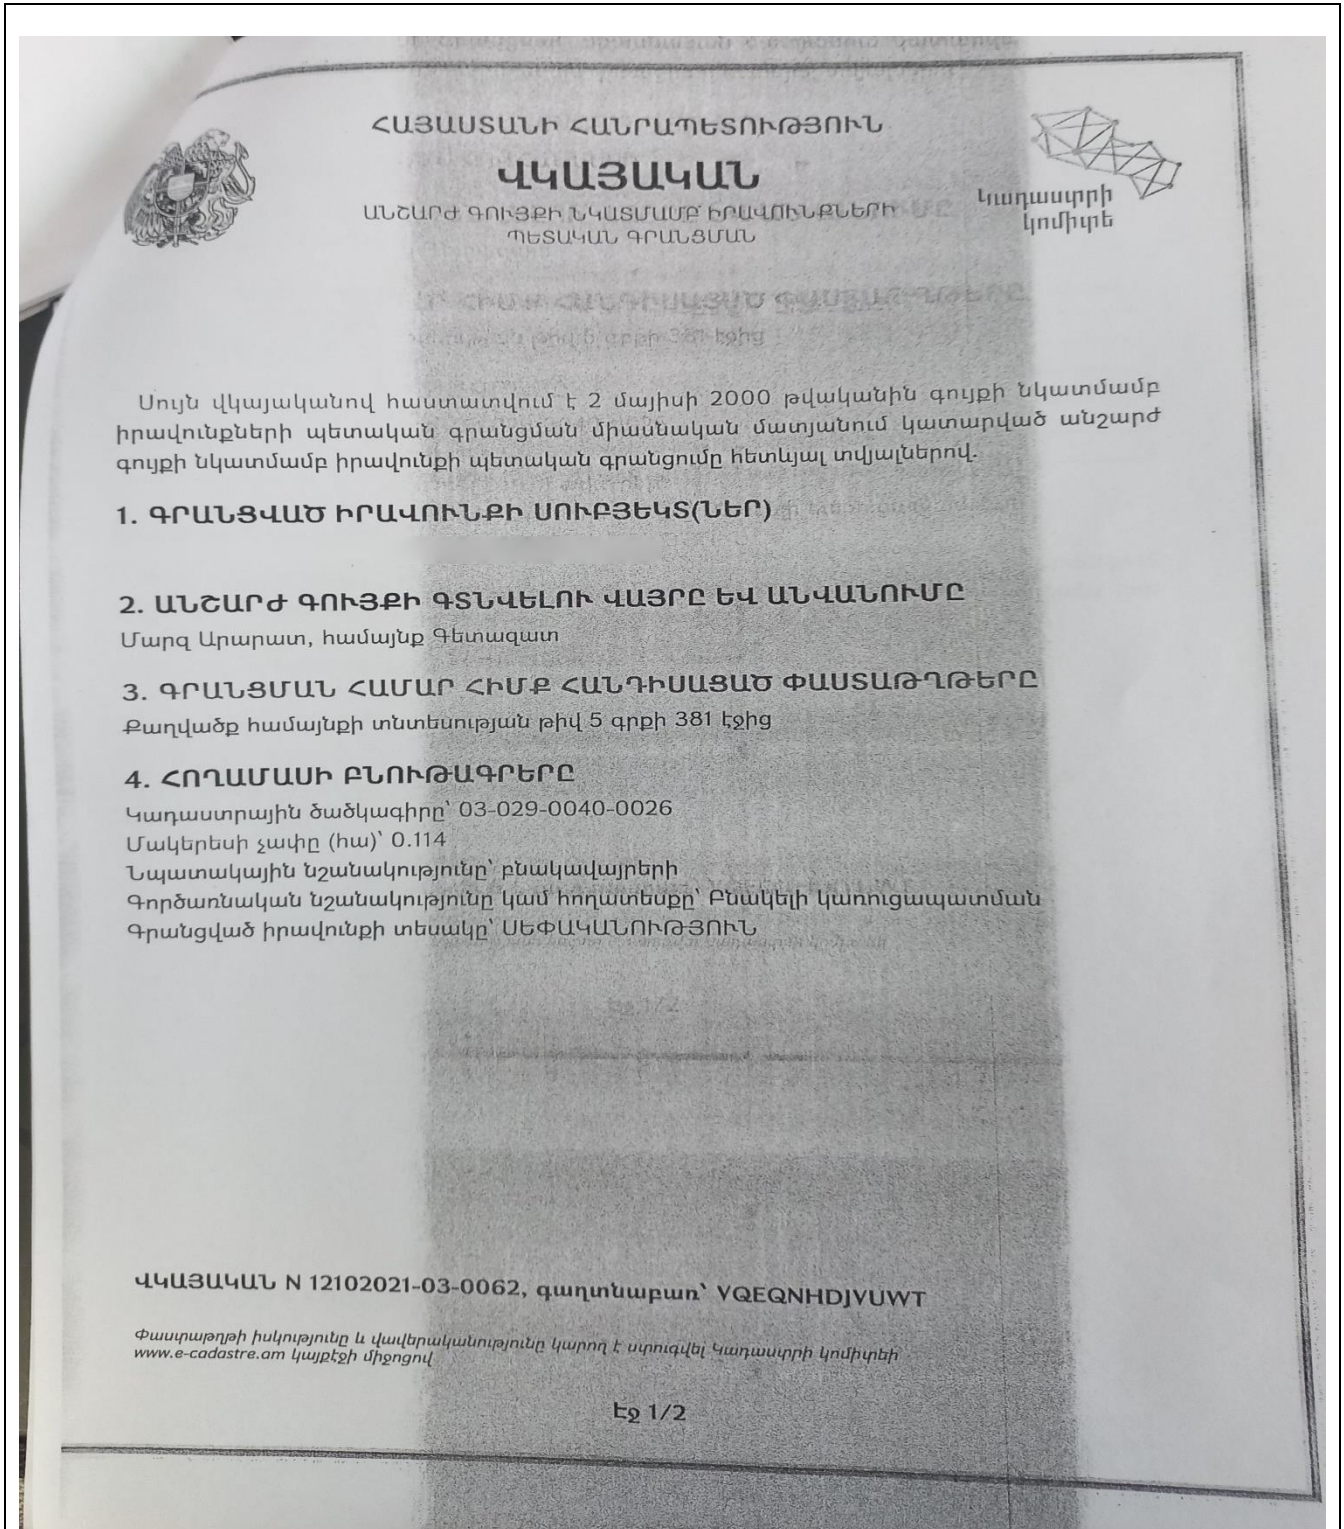 ՀԱՅԱՍՏԱՆԻ ՀԱՆՐԱՊԵՏՈՒԹՅՈՒՆ
ՎԿԱՅԱԿԱՆ
ԱՆՇԱՐԺ ԳՈՒՅՔԻ ՆԿԱՏՄԱՄԲ ԻՐԱՎՈՒՆՔՆԵՐԻ
ՊԵՏԱԿԱՆ ԳՐԱՆՑՄԱՆ
Կադաստրի
կոմիտե
Սույն վկայականով հաստատվում է 2 մայիսի 2000 թվականին գույքի նկատմամբ
իրավունքների պետական գրանցման միասնական մատյանում կատարված անշարժ
գույքի նկատմամբ իրավունքի պետական գրանցումը հետևյալ տվյալներով.
1. ԳՐԱՆՑՎԱԾ ԻՐԱՎՈՒՆՔԻ ՍՈՒԲՅԵԿՏ(ՆԵՐ)
2. ԱՆՇԱՐԺ ԳՈՒՅՔԻ ԳՏՆՎԵԼՈՒ ՎԱՅՐԸ ԵՎ ԱՆՎԱՆՈՒՄԸ
Մարզ Արարատ, համայնք Գետազատ
3. ԳՐԱՆՑՄԱՆ ՀԱՄԱՐ ՀԻՄՔ ՀԱՆԴԻՍԱՑԱԾ ՓԱՍՏԱԹՂԹԵՐԸ
Քաղվածք համայնքի տնտեսության թիվ 5 գրքի 381 էջից
4. ՀՈՂԱՄԱՍԻ ԲՆՈՒԹԱԳՐԵՐԸ
Կադաստրային ծածկագիրը՝ 03-029-0040-0026
Մակերեսի չափը (հա)՝ 0.114
Նպատակային նշանակությունը՝ բնակավայրերի
Գործառնական նշանակությունը կամ հողատեսքը՝ Բնակելի կառուցապատման
Գրանցված իրավունքի տեսակը՝ ՍԵՓԱԿԱՆՈՒԹՅՈՒՆ
ՎԿԱՅԱԿԱՆ N 12102021-03-0062, գաղտնաբառ՝ VQEQNHDJVUWT
Փաստաթղթի իսկությունը և վավերականությունը կարող է ստուգվել Կադաստրի կոմիտեի
www.e-cadastre.am կայքէջի միջոցով
Էջ 1/2